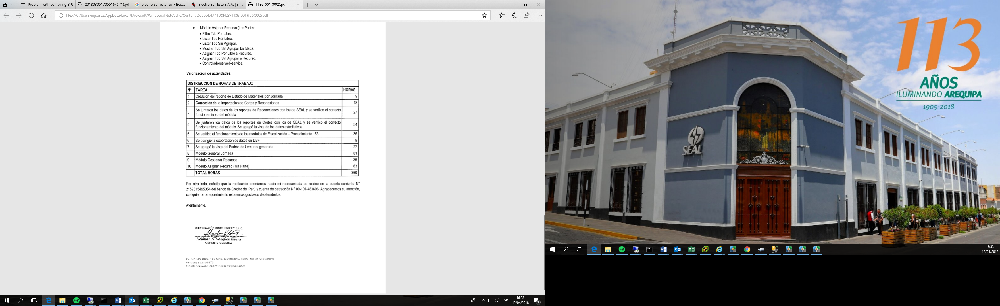 Problem with compiling BPI
20180305170551645 (1).pd
electro sur este ruc - Buscar
Electro Sur Este S.A.A. | Emp
1136_001 (002).pdf
file:///C:/Users/mjuarez/AppData/Local/Microsoft/Windows/INetCache/Content.Outlook/M41DSN23/1136_001%20(002).pdf
c. Módulo Asignar Recurso (1ra Parte):
• Filtro Tdc Por Libro.
• Listar Tdc Por Libro.
• Listar Tdc Sin Agrupar.
• Mostrar Tdc Sin Agrupar En Mapa.
• Asignar Tdc Por Libro a Recurso.
• Asignar Tdc Sin Agrupar a Recurso.
• Controladores web-service.
Valorización de actividades.
DISTRIBUCION DE HORAS DE TRABAJO
N° TAREA HORAS
1 Creación del reporte de Listado de Materiales por Jornada 9
2 Corrección de la Importación de Cortes y Reconexiones 18
3 Se juntaron los datos de los reportes de Reconexiones con los de SEAL y se verifico el correcto 27
funcionamiento del módulo
4 Se juntaron los datos de los reportes de Cortes con los de SEAL y se verifico el correcto 54
funcionamiento del módulo. Se agregó la vista de los datos estadísticos.
5 Se verifico el funcionamiento de los módulos de Fiscalización – Procedimiento 153 36
6 Se corrigió la exportación de datos en DBF 9
7 Se agregó la vista del Padrón de Lecturas generada 27
8 Módulo Generar Jornada 81
9 Módulo Gestionar Recursos 36
10 Módulo Asignar Recurso (1ra Parte) 63
TOTAL HORAS 360
Por otro lado, solicito que la retribución económica hacia mi representada se realice en la cuenta corriente N°
2152315495054 del banco de Crédito del Perú y cuenta de detracción N° 00-101-483606. Agradecemos su atención,
cualquier otro requerimiento estaremos gustosos de atenderlos.
Atentamente,
CORPORACIÓN BROTHERSOFT S.A.C.
Helmuth A. Vásquez Rivera
GERENTE GENERAL
P.J. UNION NRO. 150 URB. MUNICIPAL (SECTOR 2) AREQUIPA
Celular: 992752475
Email: corporacionbrothersoft@gmail.com
ESP
16:33
12/04/2018
1
113
AÑOS
ILUMINANDO AREQUIPA
1905-2018
SEAL
16:33
12/04/2018